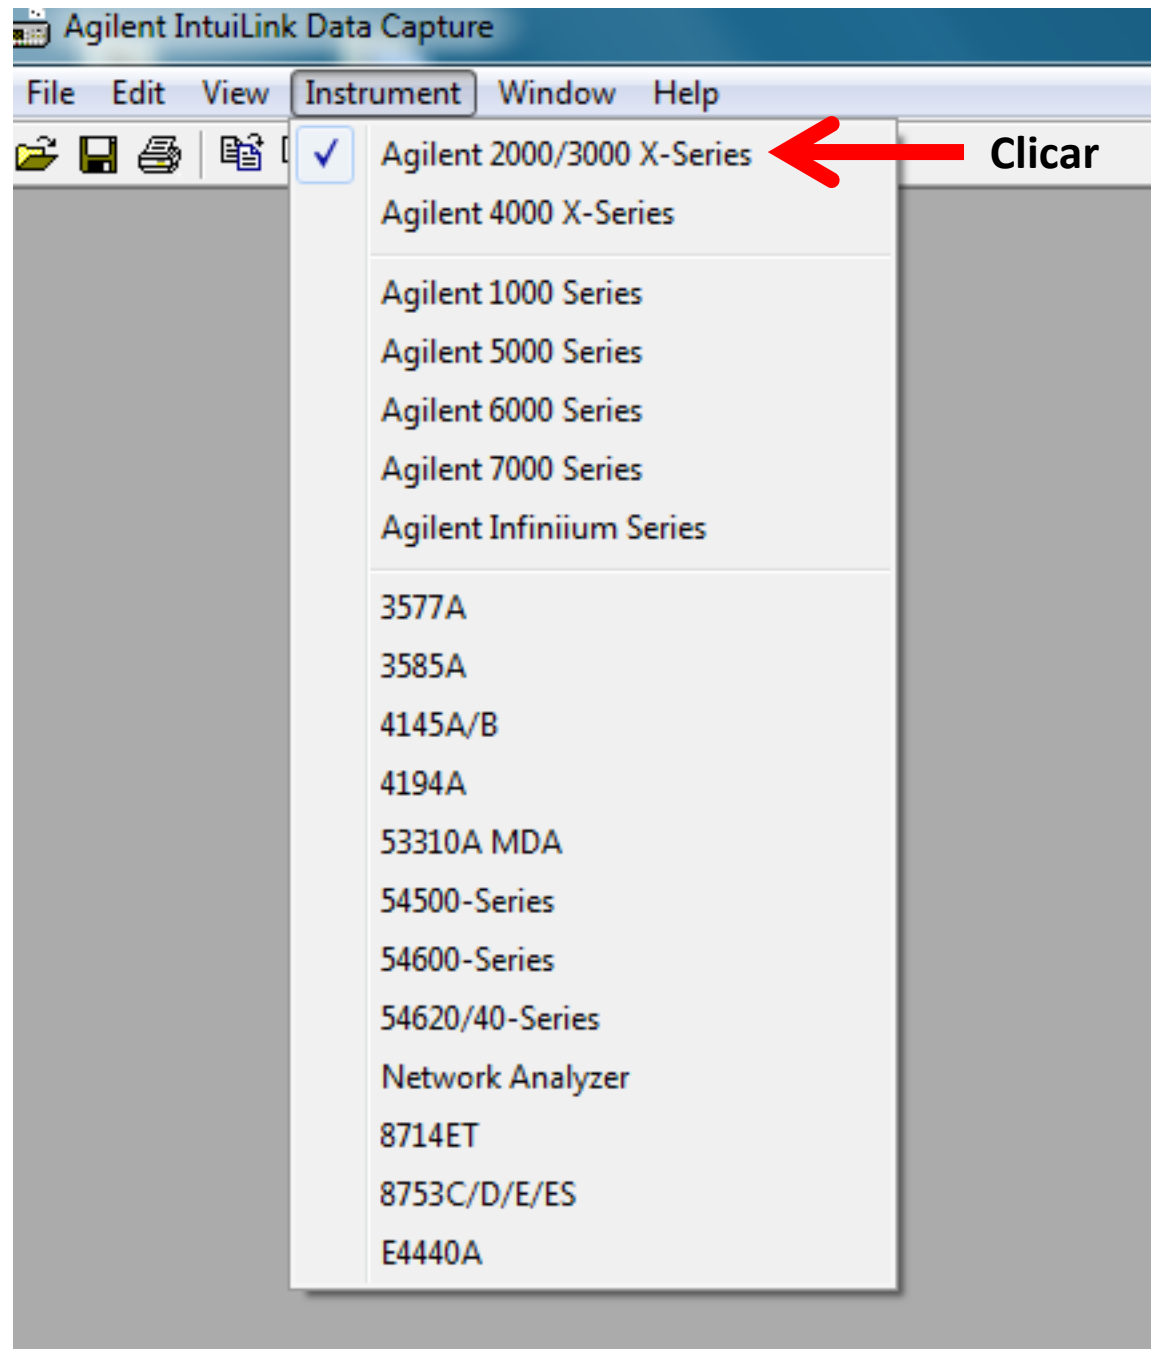 Agilent IntuiLink Data Capture
File Edit View Instrument Window Help
Agilent 2000/3000 X-Series Clicar
Agilent 4000 X-Series
Agilent 1000 Series
Agilent 5000 Series
Agilent 6000 Series
Agilent 7000 Series
Agilent Infiniium Series
3577A
3585A
4145A/B
4194A
53310A MDA
54500-Series
54600-Series
54620/40-Series
Network Analyzer
8714ET
8753C/D/E/ES
E4440A